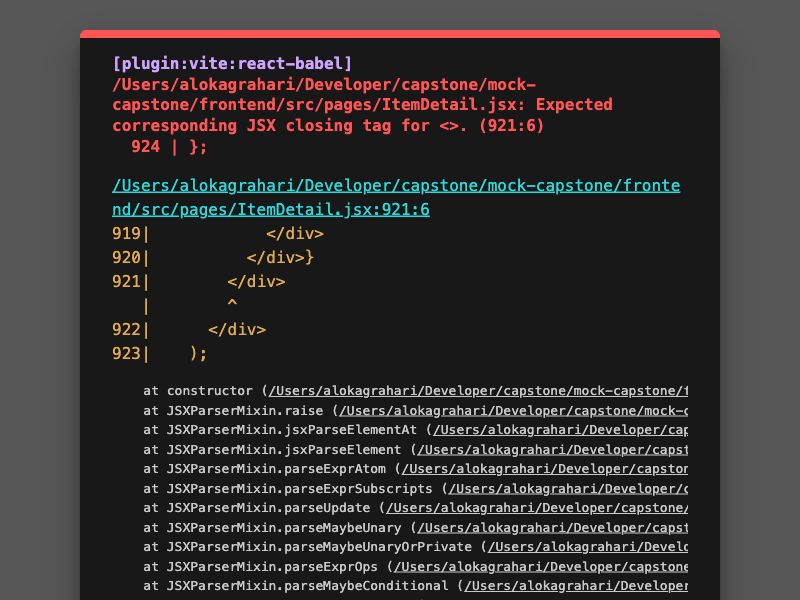 [plugin:vite:react-babel]
/Users/alokagrahari/Developer/capstone/mock-
capstone/frontend/src/pages/ItemDetail.jsx: Expected
corresponding JSX closing tag for <>. (921:6)
924 | };
/Users/alokagrahari/Developer/capstone/mock-capstone/fronte
nd/src/pages/ItemDetail.jsx:921:6
919|            </div>
920|          </div>}
921|        </div>
   |        ^
922|      </div>
923|    );
at constructor (/Users/alokagrahari/Developer/capstone/mock-capstone/
at JSXParserMixin.raise (/Users/alokagrahari/Developer/capstone/mock-
at JSXParserMixin.jsxParseElementAt (/Users/alokagrahari/Developer/cap
at JSXParserMixin.jsxParseElement (/Users/alokagrahari/Developer/capst
at JSXParserMixin.parseExprAtom (/Users/alokagrahari/Developer/capston
at JSXParserMixin.parseExprSubscripts (/Users/alokagrahari/Developer/
at JSXParserMixin.parseUpdate (/Users/alokagrahari/Developer/capstone/
at JSXParserMixin.parseMaybeUnary (/Users/alokagrahari/Developer/capst
at JSXParserMixin.parseMaybeUnaryOrPrivate (/Users/alokagrahari/Develo
at JSXParserMixin.parseExprOps (/Users/alokagrahari/Developer/capstone
at JSXParserMixin.parseMaybeConditional (/Users/alokagrahari/Developer